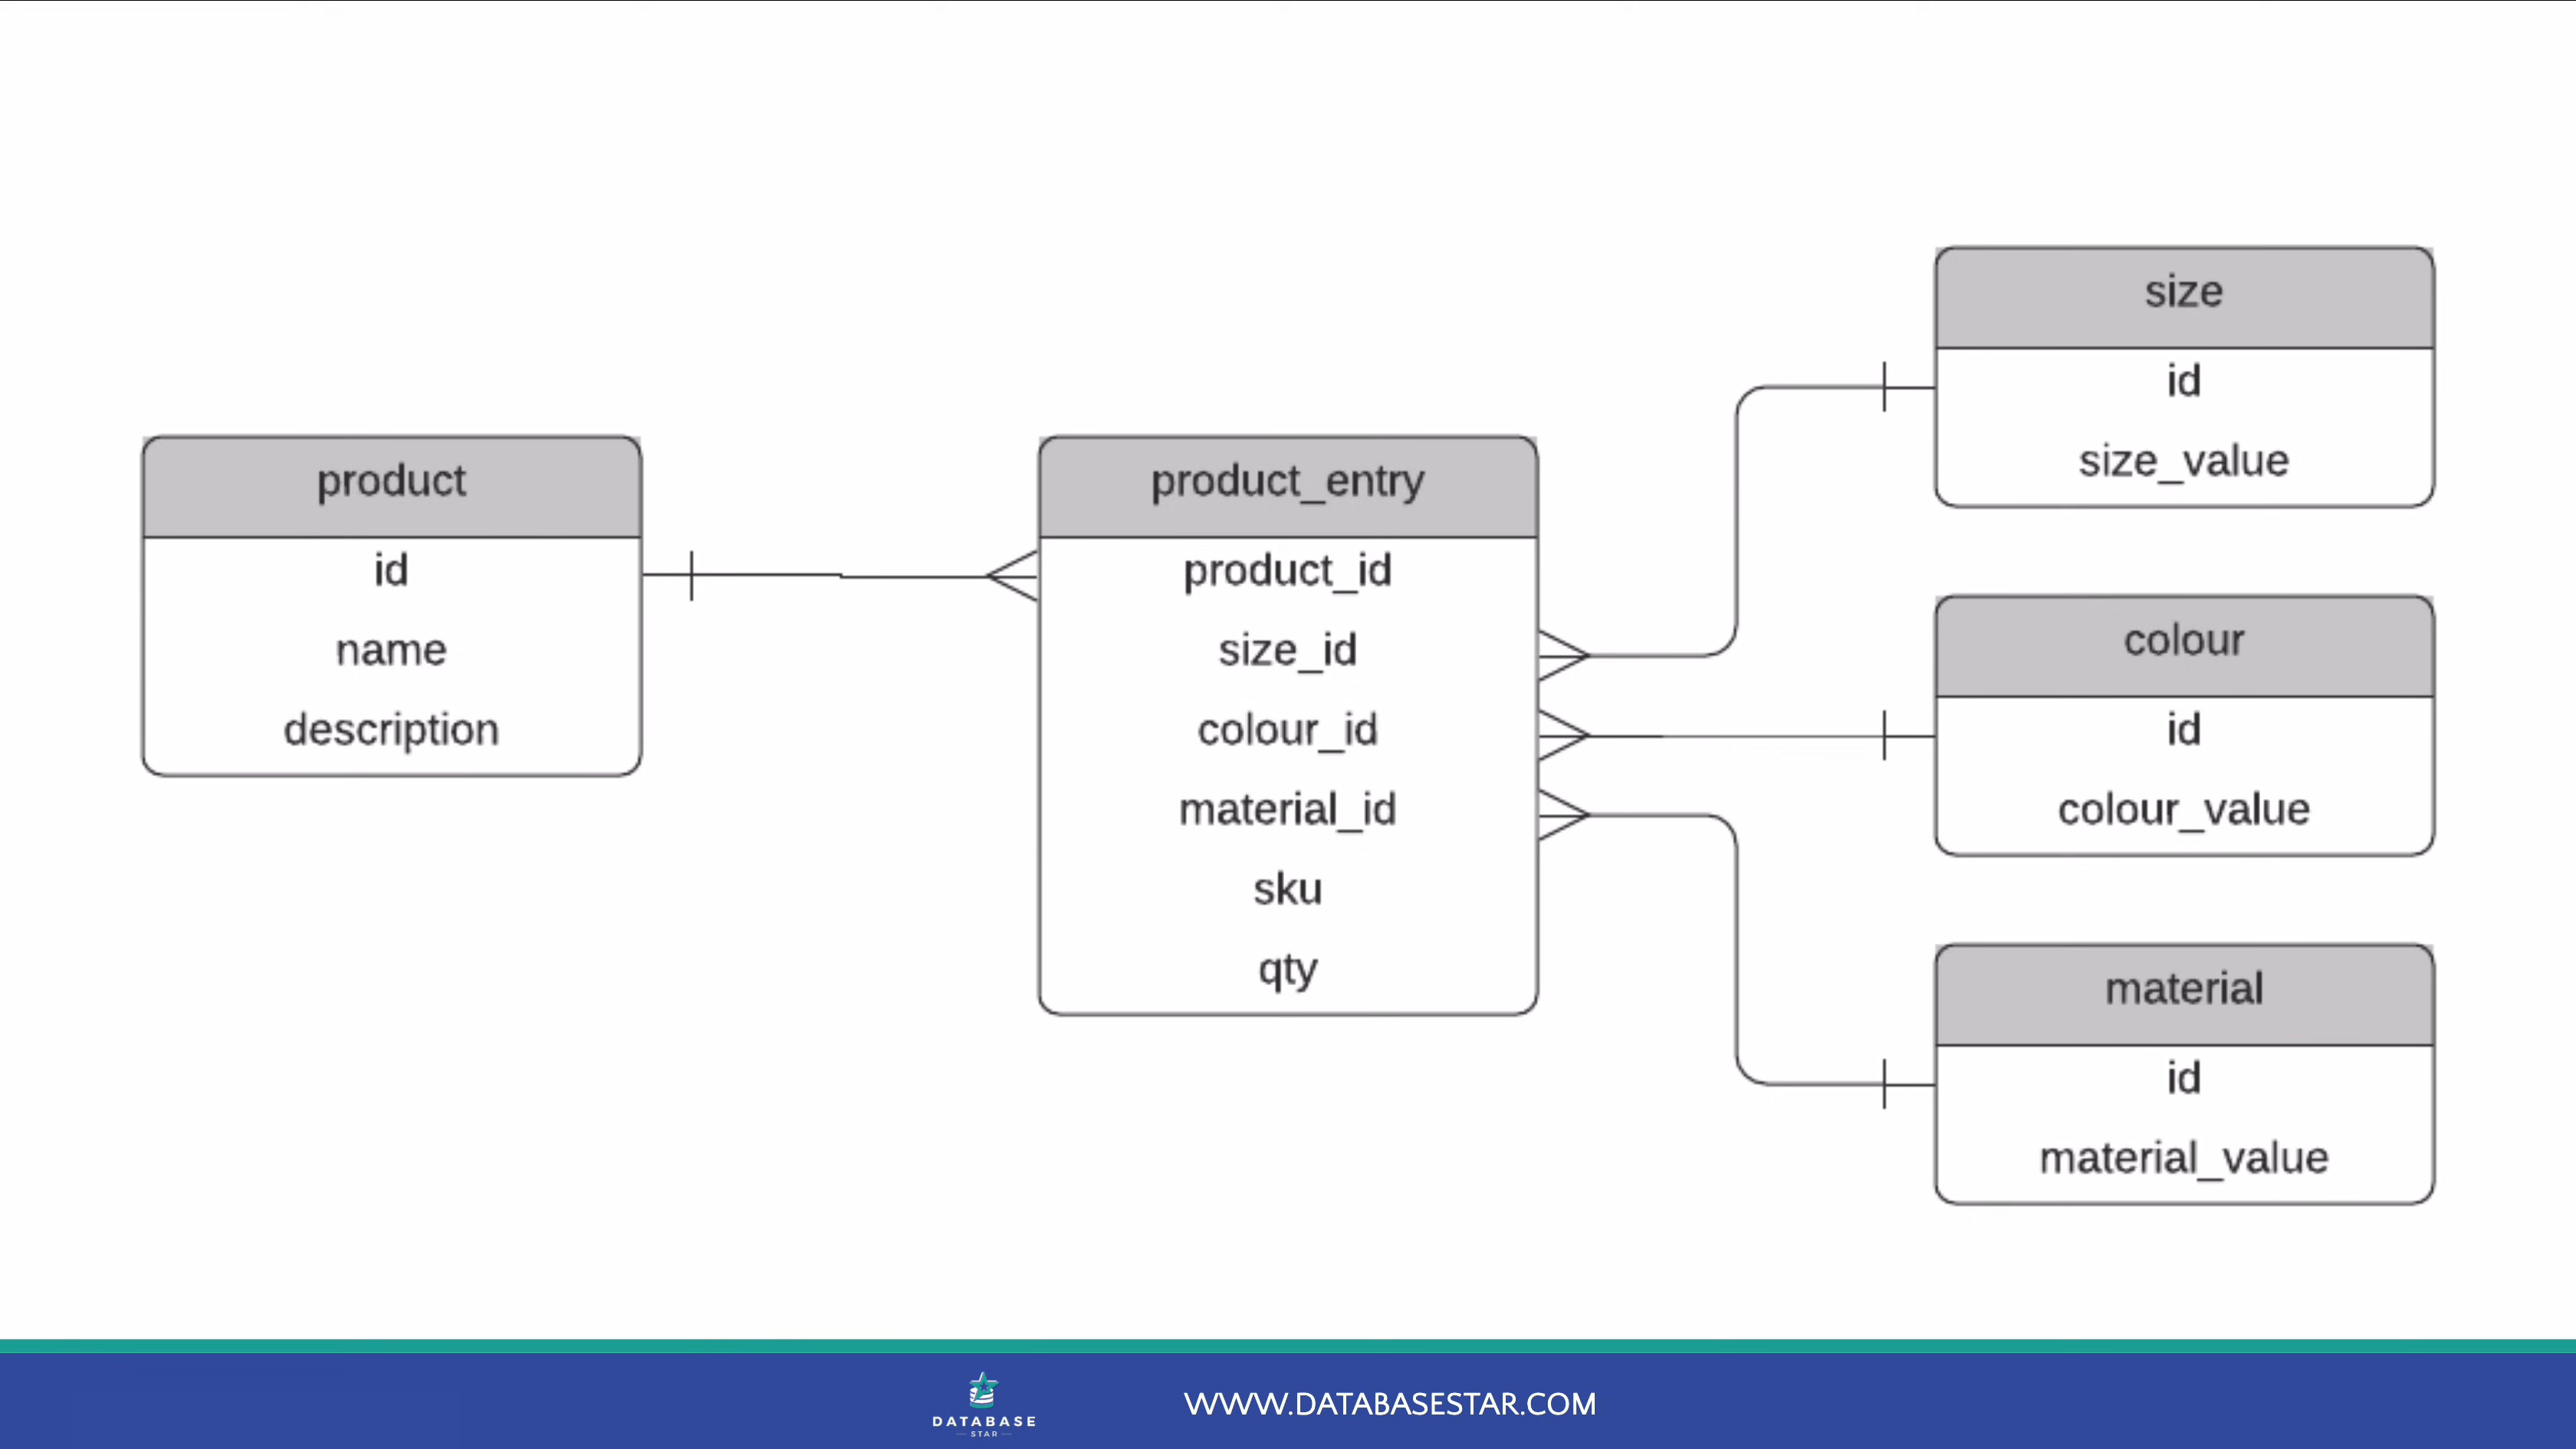 product
id
name
description
product_entry
product_id
size_id
colour_id
material_id
sku
qty
size
id
size_value
colour
id
colour_value
material
id
material_value
DATABASE
STAR
WWW.DATABASESTAR.COM